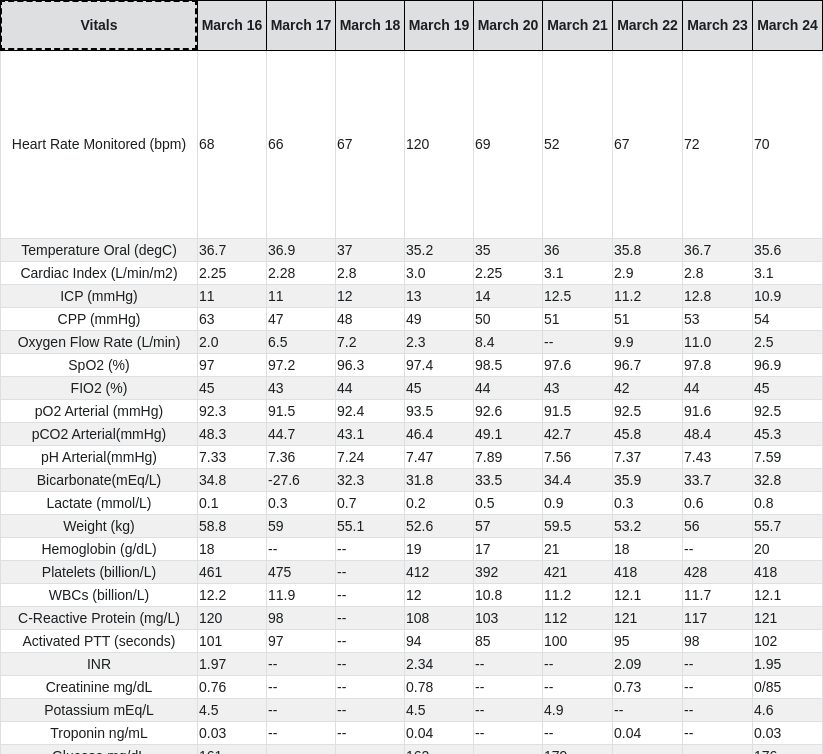 Vitals March 16 March 17 March 18 March 19 March 20 March 21 March 22 March 23 March 24
Heart Rate Monitored (bpm) 68 66 67 120 69 52 67 72 70
Temperature Oral (degC) 36.7 36.9 37 35.2 35 36 35.8 36.7 35.6
Cardiac Index (L/min/m2) 2.25 2.28 2.8 3.0 2.25 3.1 2.9 2.8 3.1
ICP (mmHg) 11 11 12 13 14 12.5 11.2 12.8 10.9
CPP (mmHg) 63 47 48 49 50 51 51 53 54
Oxygen Flow Rate (L/min) 2.0 6.5 7.2 2.3 8.4 -- 9.9 11.0 2.5
SpO2 (%) 97 97.2 96.3 97.4 98.5 97.6 96.7 97.8 96.9
FIO2 (%) 45 43 44 45 44 43 42 44 45
pO2 Arterial (mmHg) 92.3 91.5 92.4 93.5 92.6 91.5 92.5 91.6 92.5
pCO2 Arterial(mmHg) 48.3 44.7 43.1 46.4 49.1 42.7 45.8 48.4 45.3
pH Arterial(mmHg) 7.33 7.36 7.24 7.47 7.89 7.56 7.37 7.43 7.59
Bicarbonate(mEq/L) 34.8 -27.6 32.3 31.8 33.5 34.4 35.9 33.7 32.8
Lactate (mmol/L) 0.1 0.3 0.7 0.2 0.5 0.9 0.3 0.6 0.8
Weight (kg) 58.8 59 55.1 52.6 57 59.5 53.2 56 55.7
Hemoglobin (g/dL) 18 -- -- 19 17 21 18 -- 20
Platelets (billion/L) 461 475 -- 412 392 421 418 428 418
WBCs (billion/L) 12.2 11.9 -- 12 10.8 11.2 12.1 11.7 12.1
C-Reactive Protein (mg/L) 120 98 -- 108 103 112 121 117 121
Activated PTT (seconds) 101 97 -- 94 85 100 95 98 102
INR 1.97 -- -- 2.34 -- -- 2.09 -- 1.95
Creatinine mg/dL 0.76 -- -- 0.78 -- -- 0.73 -- 0/85
Potassium mEq/L 4.5 -- -- 4.5 -- 4.9 -- -- 4.6
Troponin ng/mL 0.03 -- -- 0.04 -- -- 0.04 -- 0.03